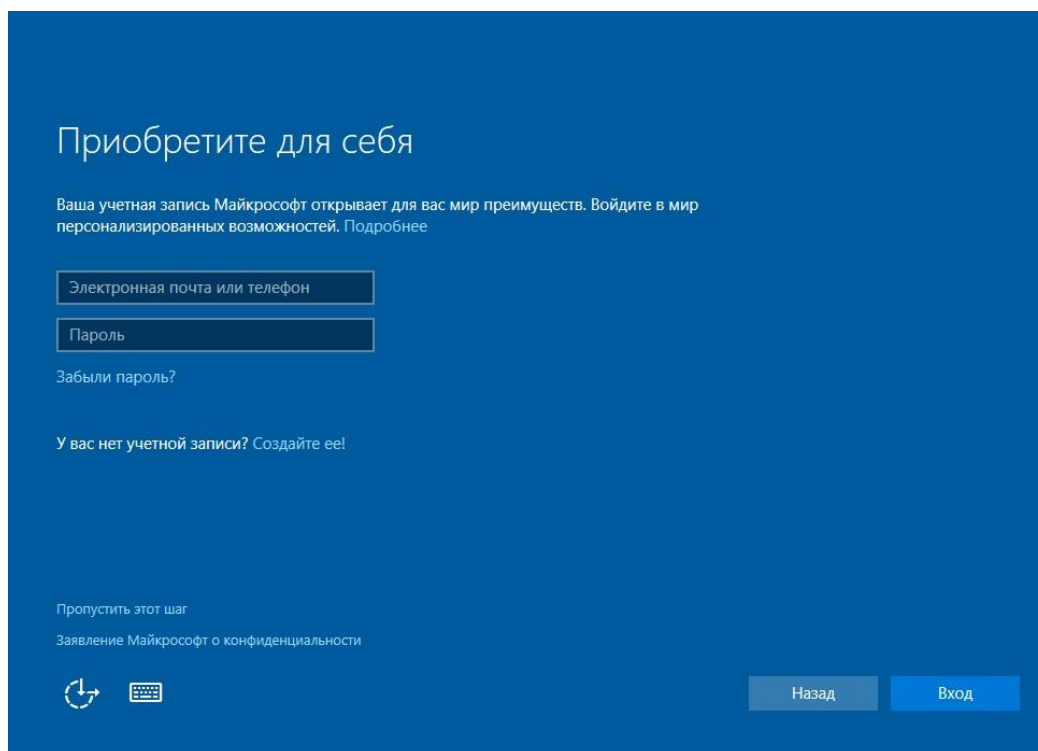 Приобретите для себя
Ваша учетная запись Майкрософт открывает для вас мир преимуществ. Войдите в мир
персонализированных возможностей. Подробнее
Электронная почта или телефон
Пароль
Забыли пароль?
У вас нет учетной записи? Создайте ее!
Пропустить этот шаг
Заявление Майкрософт о конфиденциальности
Назад
Вход